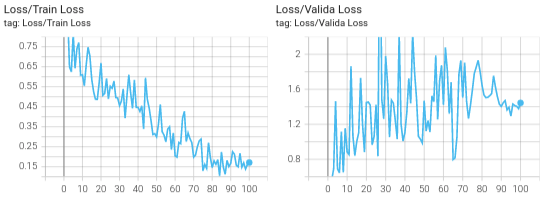 Loss/Train Loss
tag: Loss/Train Loss
0.75
0.65
0.55
0.45
0.35
0.25
0.15
0 10 20 30 40 50 60 70 80 90 100
Loss/Valida Loss
tag: Loss/Valida Loss
2
1.6
1.2
0.8
0 10 20 30 40 50 60 70 80 90 100